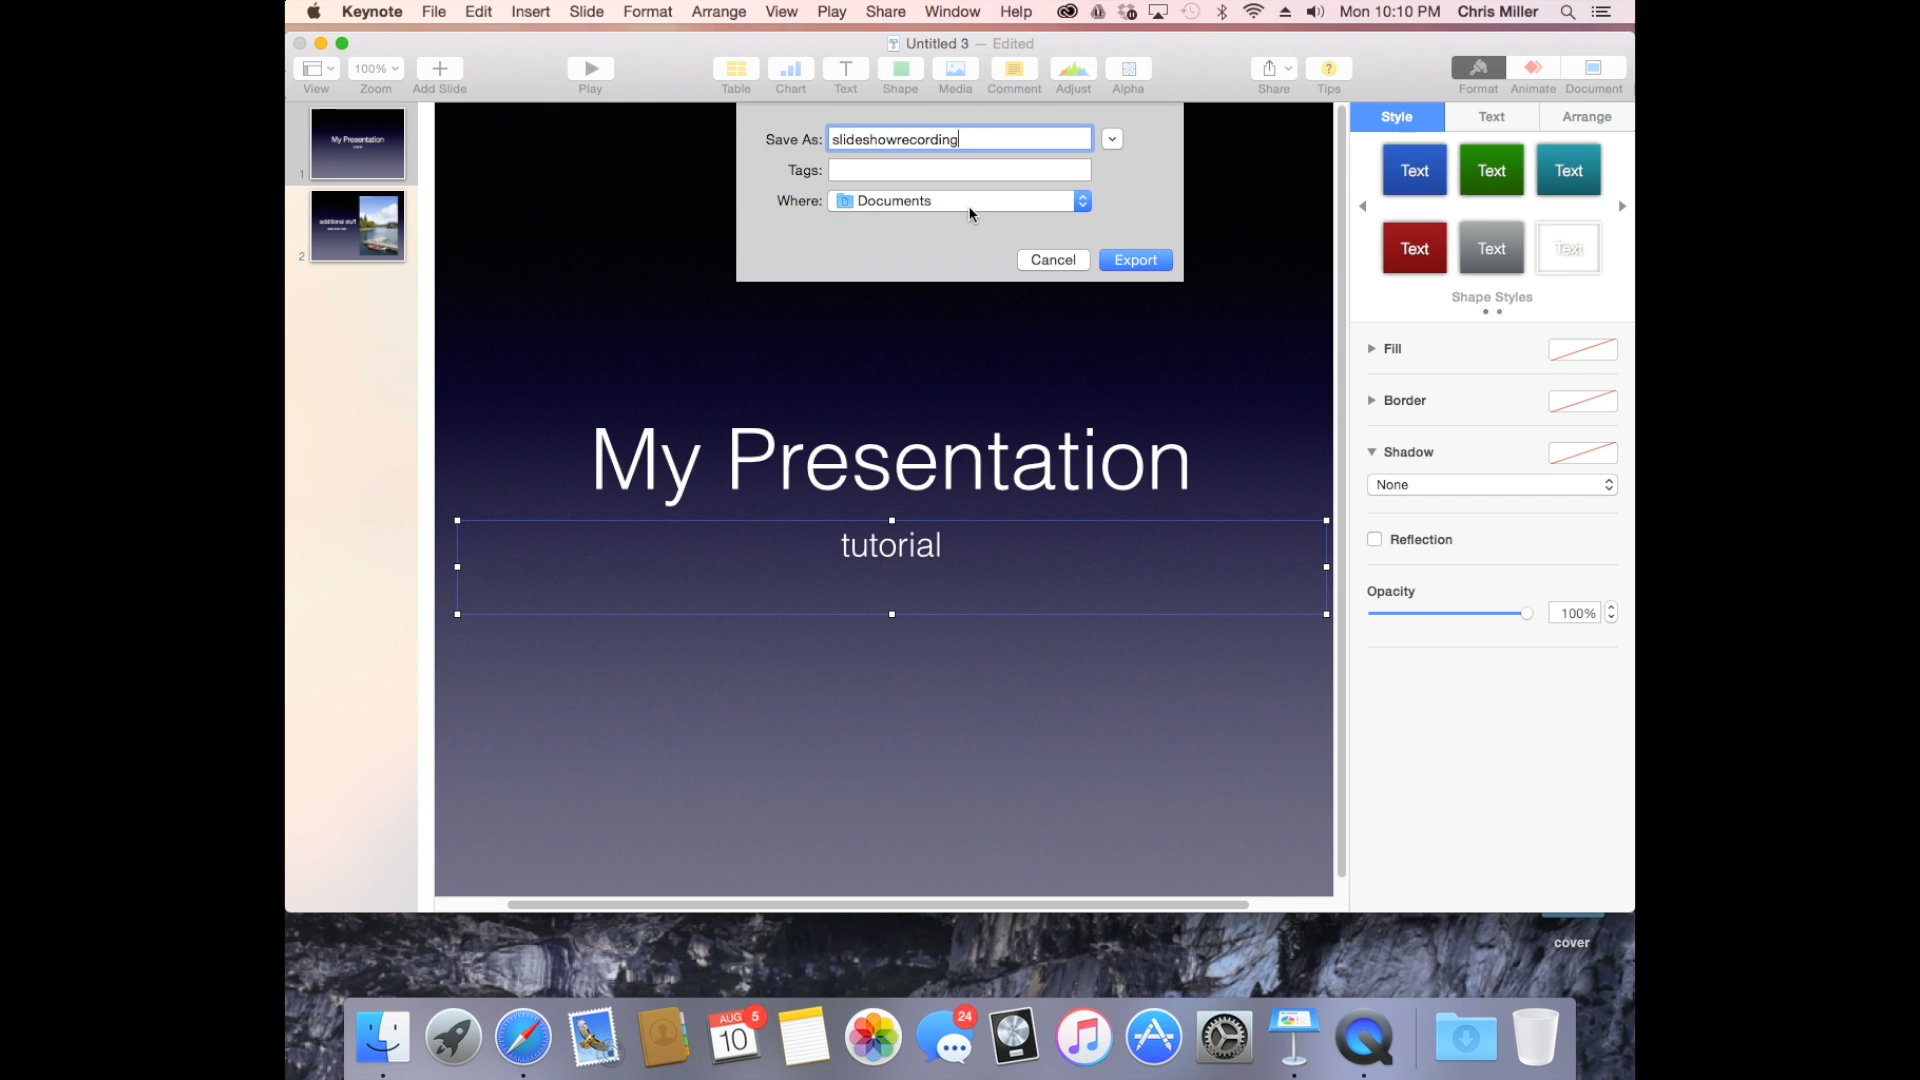 Keynote File Edit Insert Slide Format Arrange View Play Share Window Help Mon 10:10 PM Chris Miller
Untitled 3 — Edited
100%
View Zoom Add Slide Play Table Chart Text Shape Media Comment Adjust Alpha Share Tips Format Animate Document
Style Text Arrange
My Presentation
1
additional stuff
2
Save As: slideshowrecording
Tags:
Where: Documents
Cancel Export
My Presentation
tutorial
Text Text Text
Text Text Text
Shape Styles
Fill
Border
Shadow
None
Reflection
Opacity
100%
cover
AUG
10
5
24